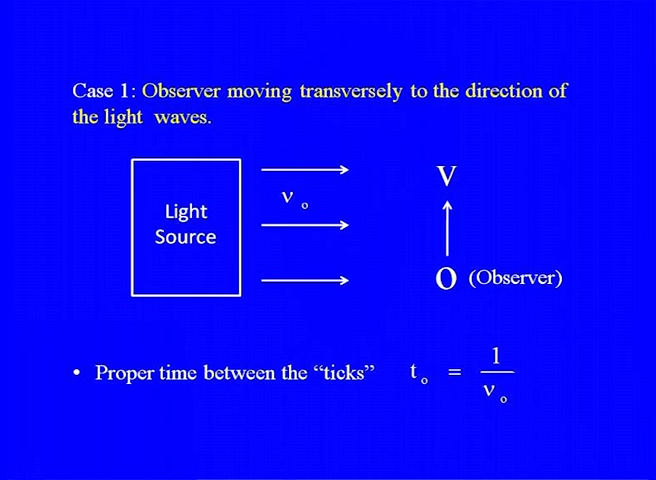 Case 1: Observer moving transversely to the direction of
the light waves.
V
ν o
Light
Source
O (Observer)
• Proper time between the “ticks” t o = 1 / ν o